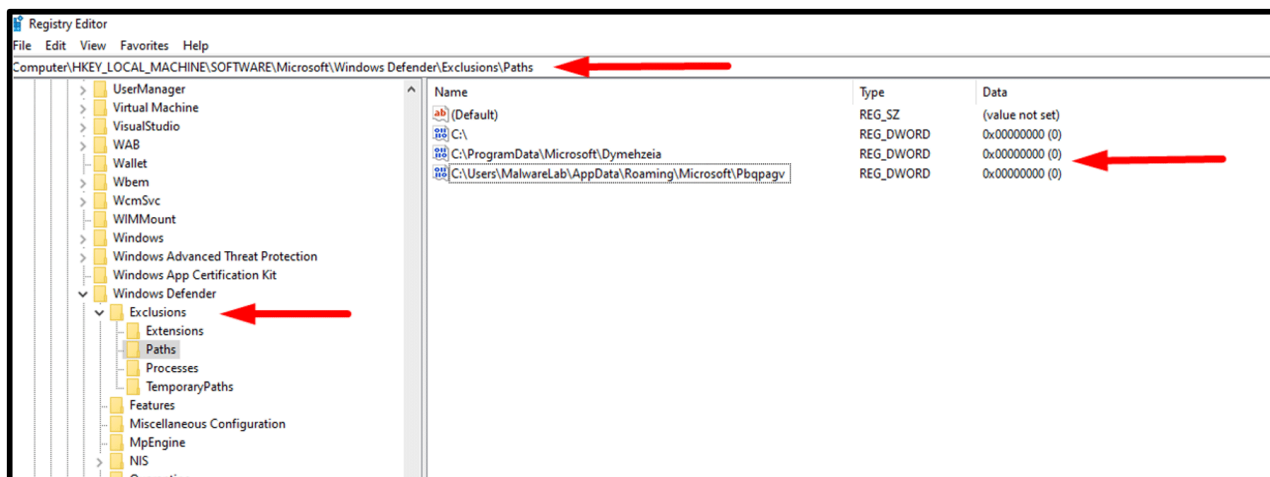 Registry Editor
File Edit View Favorites Help
Computer\HKEY_LOCAL_MACHINE\SOFTWARE\Microsoft\Windows Defender\Exclusions\Paths
UserManager
Virtual Machine
VisualStudio
WAB
Wallet
Wbem
WcmSvc
WIMMount
Windows
Windows Advanced Threat Protection
Windows App Certification Kit
Windows Defender
Exclusions
Extensions
Paths
Processes
TemporaryPaths
Features
Miscellaneous Configuration
MpEngine
NIS
Name Type Data
(Default) REG_SZ (value not set)
C:\ REG_DWORD 0x00000000 (0)
C:\ProgramData\Microsoft\Dymehzeia REG_DWORD 0x00000000 (0)
C:\Users\MalwareLab\AppData\Roaming\Microsoft\Pbqpagv REG_DWORD 0x00000000 (0)